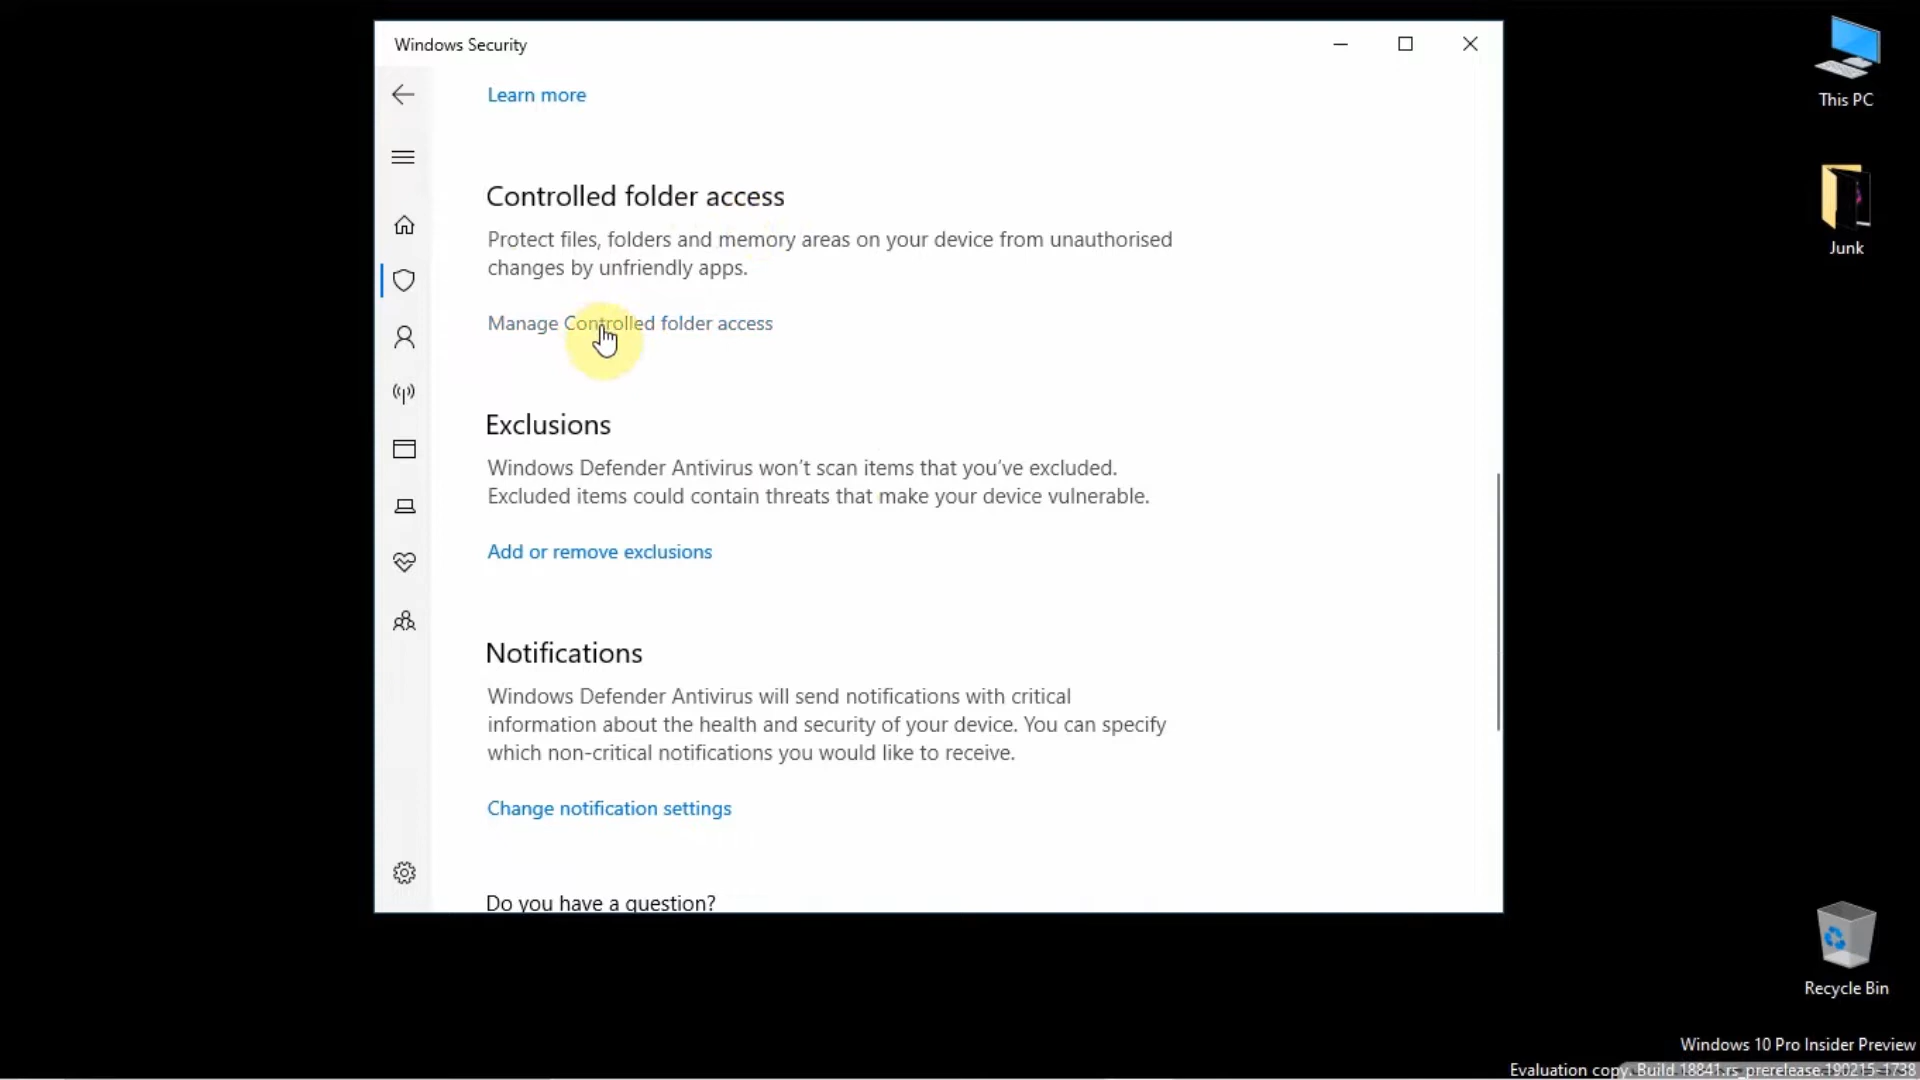 Windows Security
Learn more
Controlled folder access
Protect files, folders and memory areas on your device from unauthorised
changes by unfriendly apps.
Manage Controlled folder access
Exclusions
Windows Defender Antivirus won't scan items that you've excluded.
Excluded items could contain threats that make your device vulnerable.
Add or remove exclusions
Notifications
Windows Defender Antivirus will send notifications with critical
information about the health and security of your device. You can specify
which non-critical notifications you would like to receive.
Change notification settings
Do you have a question?
This PC
Junk
Recycle Bin
Windows 10 Pro Insider Preview
Evaluation copy. Build 18841.rs_prerelease.190215-1738